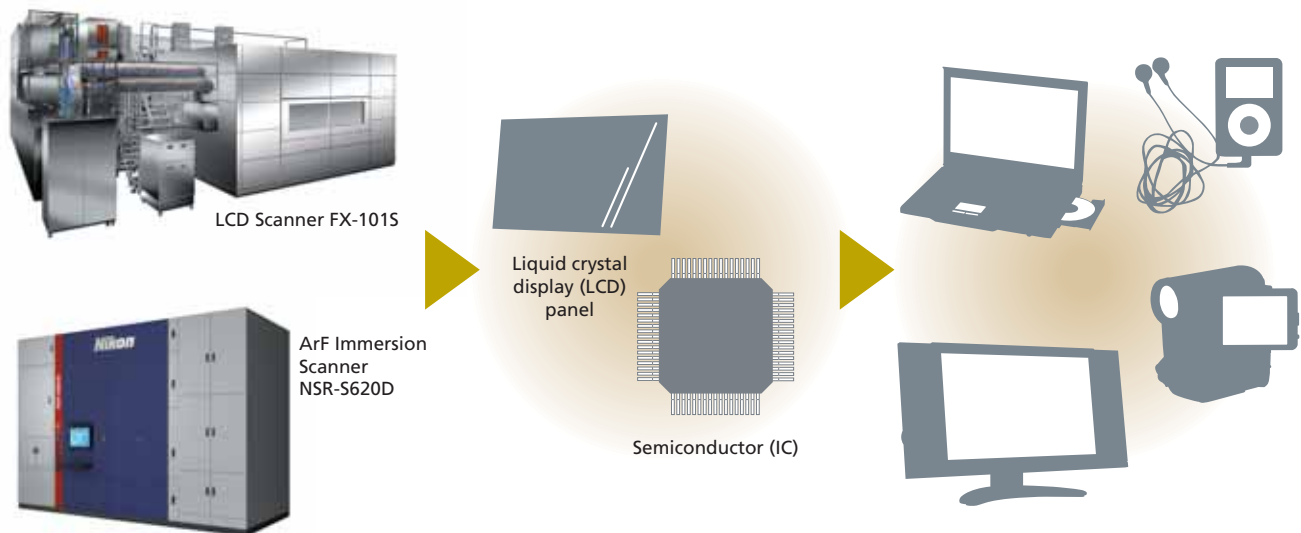 LCD Scanner FX-101S
Nikon
ArF Immersion
Scanner
NSR-S620D
Liquid crystal
display (LCD)
panel
Semiconductor (IC)